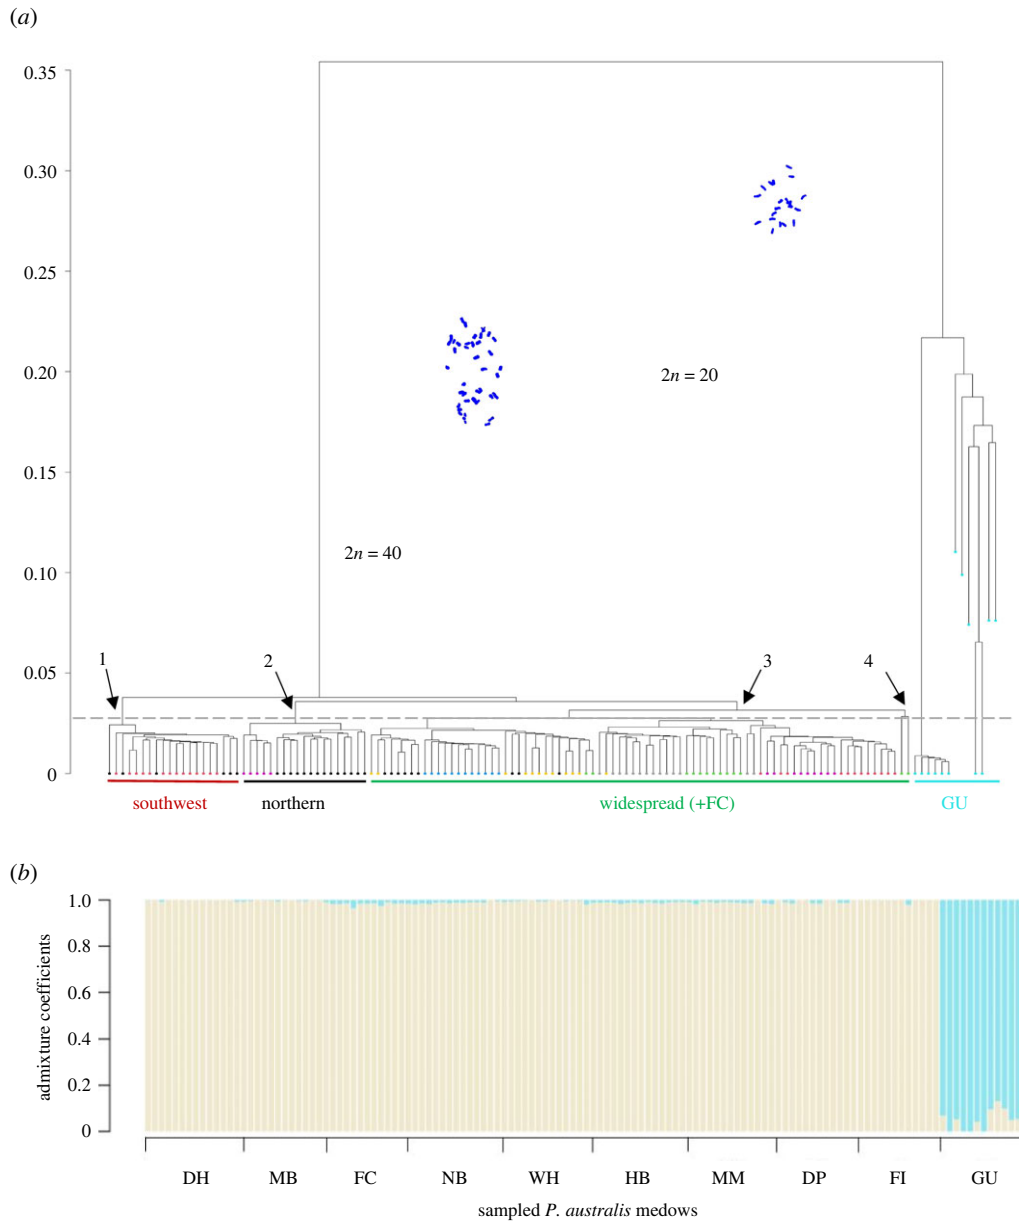 (a)
0.35
0.30
0.25
0.20
2n = 20
0.15
2n = 40
0.10
0.05
1
2
3
4
0
southwest
northern
widespread (+FC)
GU
(b)
1.0
0.8
0.6
0.4
0.2
0
admixture coefficients
DH MB FC NB WH HB MM DP FI GU
sampled P. australis medows